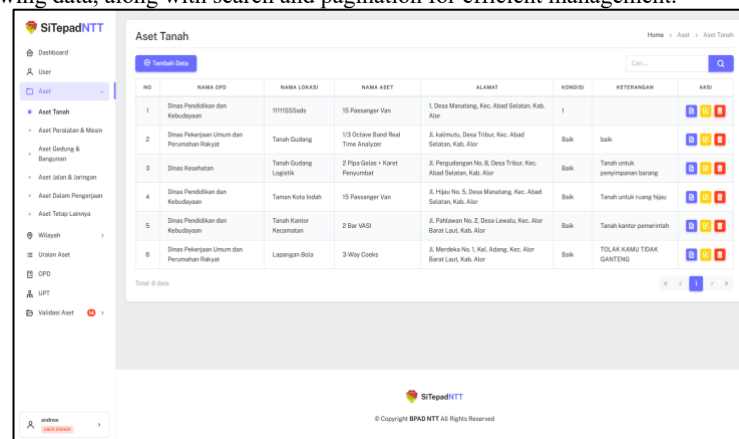 wing data, along with search and pagination for efficient management.
SiTepadNTT
Dashboard
User
Aset
Aset Tanah
Aset Peralatan & Mesin
Aset Gedung &
Bangunan
Aset Jalan & Jaringan
Aset Dalam Pengerjaan
Aset Tetap Lainnya
Wilayah
Uraian Aset
OPD
UPT
Validasi Aset
andrew
Aset Tanah
Home > Aset > Aset Tanah
Tambah Data
Cari...
NO NAMA OPD NAMA LOKASI NAMA ASET ALAMAT KONDISI KETERANGAN AKSI
1 Dinas Pendidikan dan Kebudayaan 11111SSSsds 15 Passanger Van 1, Desa Manatang, Kec. Abad Selatan, Kab. Alor 1
2 Dinas Pekerjaan Umum dan Perumahan Rakyat Tanah Gudang 1/3 Octave Band Real Time Analyzer Jl. kalimutu, Desa Tribur, Kec. Abad Selatan, Kab. Alor Baik baik
3 Dinas Kesehatan Tanah Gudang Logistik 2 Pipa Gelas + Karet Penyumbat Jl. Pergudangan No. 8, Desa Tribur, Kec. Abad Selatan, Kab. Alor Baik Tanah untuk penyimpanan barang
4 Dinas Pendidikan dan Kebudayaan Taman Kota Indah 15 Passanger Van Jl. Hijau No. 5, Desa Manatang, Kec. Abad Selatan, Kab. Alor Baik Tanah untuk ruang hijau
5 Dinas Pendidikan dan Kebudayaan Tanah Kantor Kecamatan 2 Bar VASI Jl. Pahlawan No. 2, Desa Lewalu, Kec. Alor Barat Laut, Kab. Alor Baik Tanah kantor pemerintah
6 Dinas Pekerjaan Umum dan Perumahan Rakyat Lapangan Bola 3-Way Coeks Jl. Merdeka No. 1, Kel. Adang, Kec. Alor Barat Laut, Kab. Alor Baik TOLAK KAMU TIDAK GANTENG
Total: 6 data
« ‹ 1 › »
SiTepadNTT
© Copyright BPAD NTT All Rights Reserved